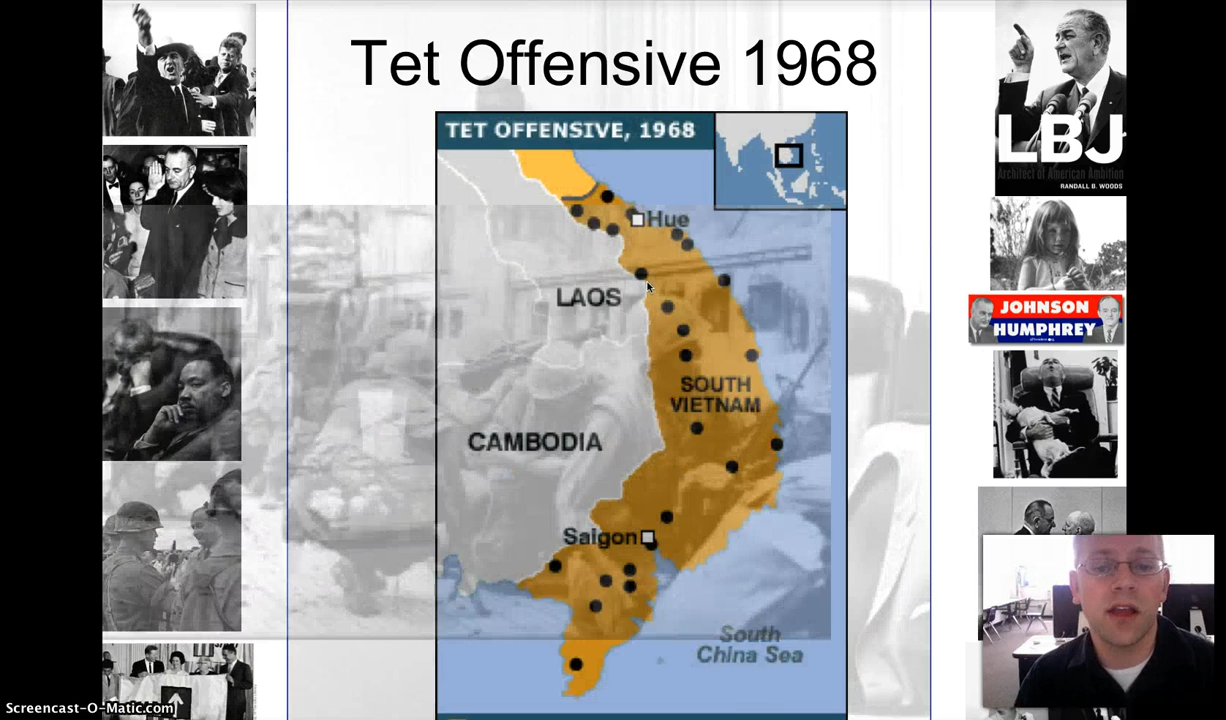 Tet Offensive 1968
TET OFFENSIVE, 1968
Hue
LAOS
SOUTH
VIETNAM
CAMBODIA
Saigon
South
China Sea
LBJ
Architect of American Ambition
RANDALL B. WOODS
JOHNSON
HUMPHREY
Screencast-O-Matic.com